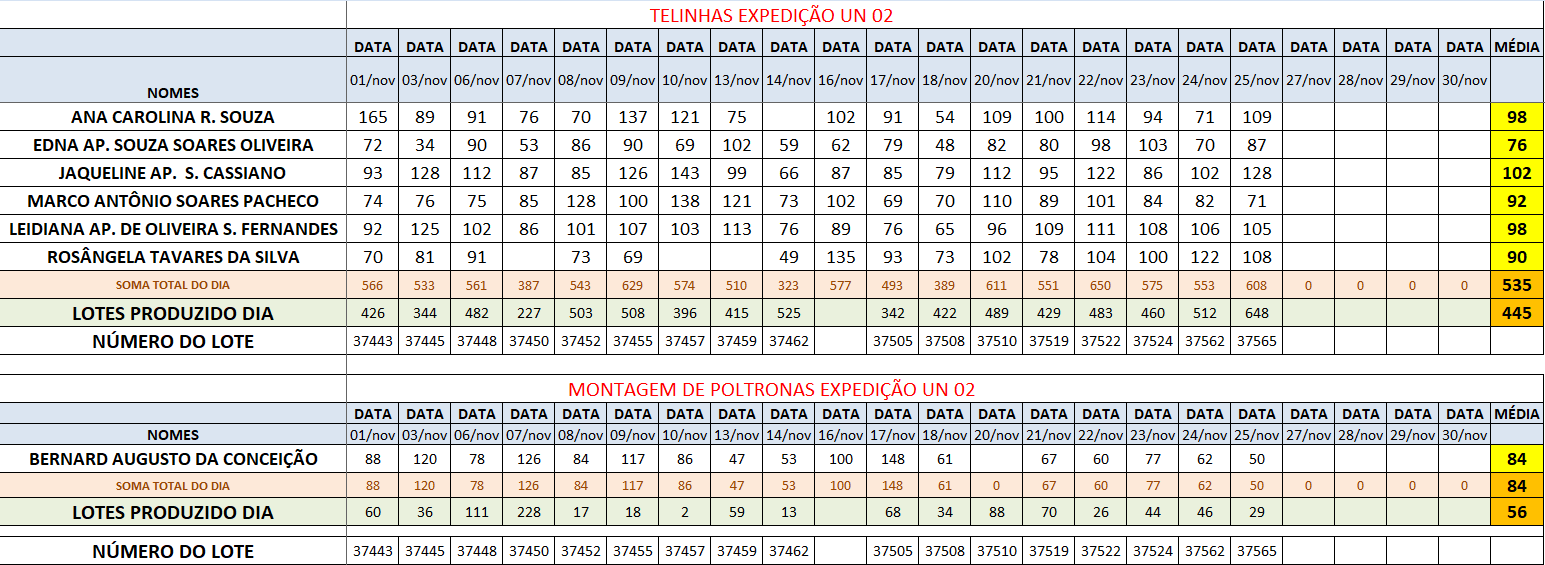 TELINHAS EXPEDIÇÃO UN 02
DATA DATA DATA DATA DATA DATA DATA DATA DATA DATA DATA DATA DATA DATA DATA DATA DATA DATA DATA DATA DATA DATA MÉDIA
NOMES 01/nov 03/nov 06/nov 07/nov 08/nov 09/nov 10/nov 13/nov 14/nov 16/nov 17/nov 18/nov 20/nov 21/nov 22/nov 23/nov 24/nov 25/nov 27/nov 28/nov 29/nov 30/nov
ANA CAROLINA R. SOUZA 165 89 91 76 70 137 121 75 102 91 54 109 100 114 94 71 109 98
EDNA AP. SOUZA SOARES OLIVEIRA 72 34 90 53 86 90 69 102 59 62 79 48 82 80 98 103 70 87 76
JAQUELINE AP. S. CASSIANO 93 128 112 87 85 126 143 99 66 87 85 79 112 95 122 86 102 128 102
MARCO ANTÔNIO SOARES PACHECO 74 76 75 85 128 100 138 121 73 102 69 70 110 89 101 84 82 71 92
LEIDIANA AP. DE OLIVEIRA S. FERNANDES 92 125 102 86 101 107 103 113 76 89 76 65 96 109 111 108 106 105 98
ROSÂNGELA TAVARES DA SILVA 70 81 91 73 69 49 135 93 73 102 78 104 100 122 108 90
SOMA TOTAL DO DIA 566 533 561 387 543 629 574 510 323 577 493 389 611 551 650 575 553 608 0 0 0 0 535
LOTES PRODUZIDO DIA 426 344 482 227 503 508 396 415 525 342 422 489 429 483 460 512 648 445
NÚMERO DO LOTE 37443 37445 37448 37450 37452 37455 37457 37459 37462 37505 37508 37510 37519 37522 37524 37562 37565
MONTAGEM DE POLTRONAS EXPEDIÇÃO UN 02
DATA DATA DATA DATA DATA DATA DATA DATA DATA DATA DATA DATA DATA DATA DATA DATA DATA DATA DATA DATA DATA DATA MÉDIA
NOMES 01/nov 03/nov 06/nov 07/nov 08/nov 09/nov 10/nov 13/nov 14/nov 16/nov 17/nov 18/nov 20/nov 21/nov 22/nov 23/nov 24/nov 25/nov 27/nov 28/nov 29/nov 30/nov
BERNARD AUGUSTO DA CONCEIÇÃO 88 120 78 126 84 117 86 47 53 100 148 61 67 60 77 62 50 84
SOMA TOTAL DO DIA 88 120 78 126 84 117 86 47 53 100 148 61 0 67 60 77 62 50 0 0 0 0 84
LOTES PRODUZIDO DIA 60 36 111 228 17 18 2 59 13 68 34 88 70 26 44 46 29 56
NÚMERO DO LOTE 37443 37445 37448 37450 37452 37455 37457 37459 37462 37505 37508 37510 37519 37522 37524 37562 37565